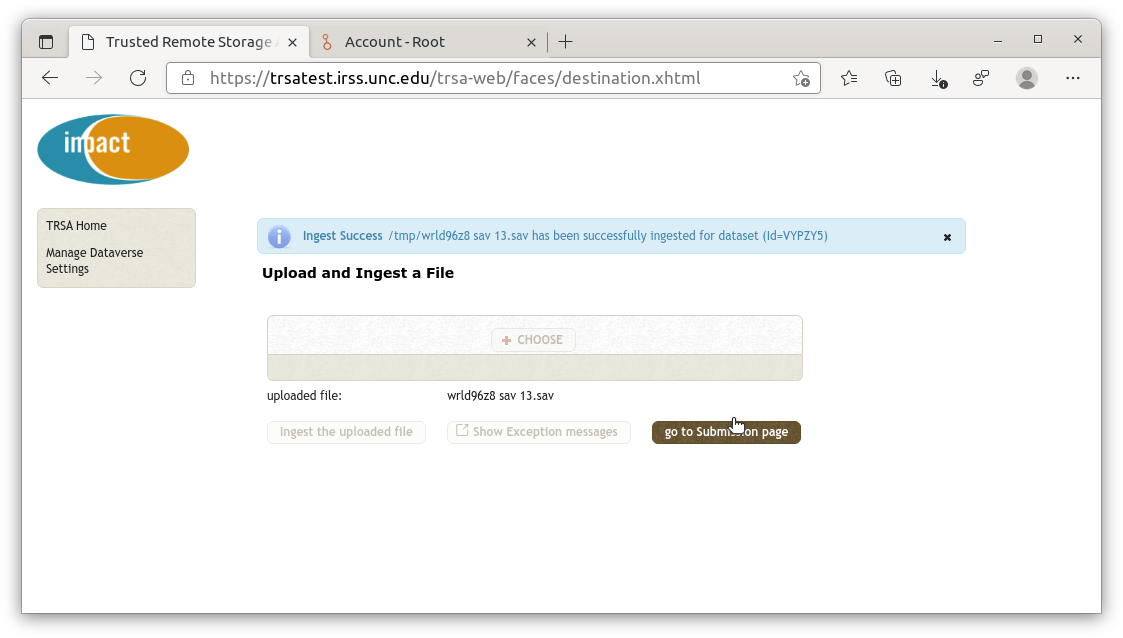 Trusted Remote Storage A
Account - Root
https://trsatest.irss.unc.edu/trsa-web/faces/destination.xhtml
impact
TRSA Home
Manage Dataverse
Settings
Ingest Success /tmp/wrld96z8 sav 13.sav has been successfully ingested for dataset (Id=VYPZY5)
Upload and Ingest a File
CHOOSE
uploaded file: wrld96z8 sav 13.sav
Ingest the uploaded file Show Exception messages go to Submission page